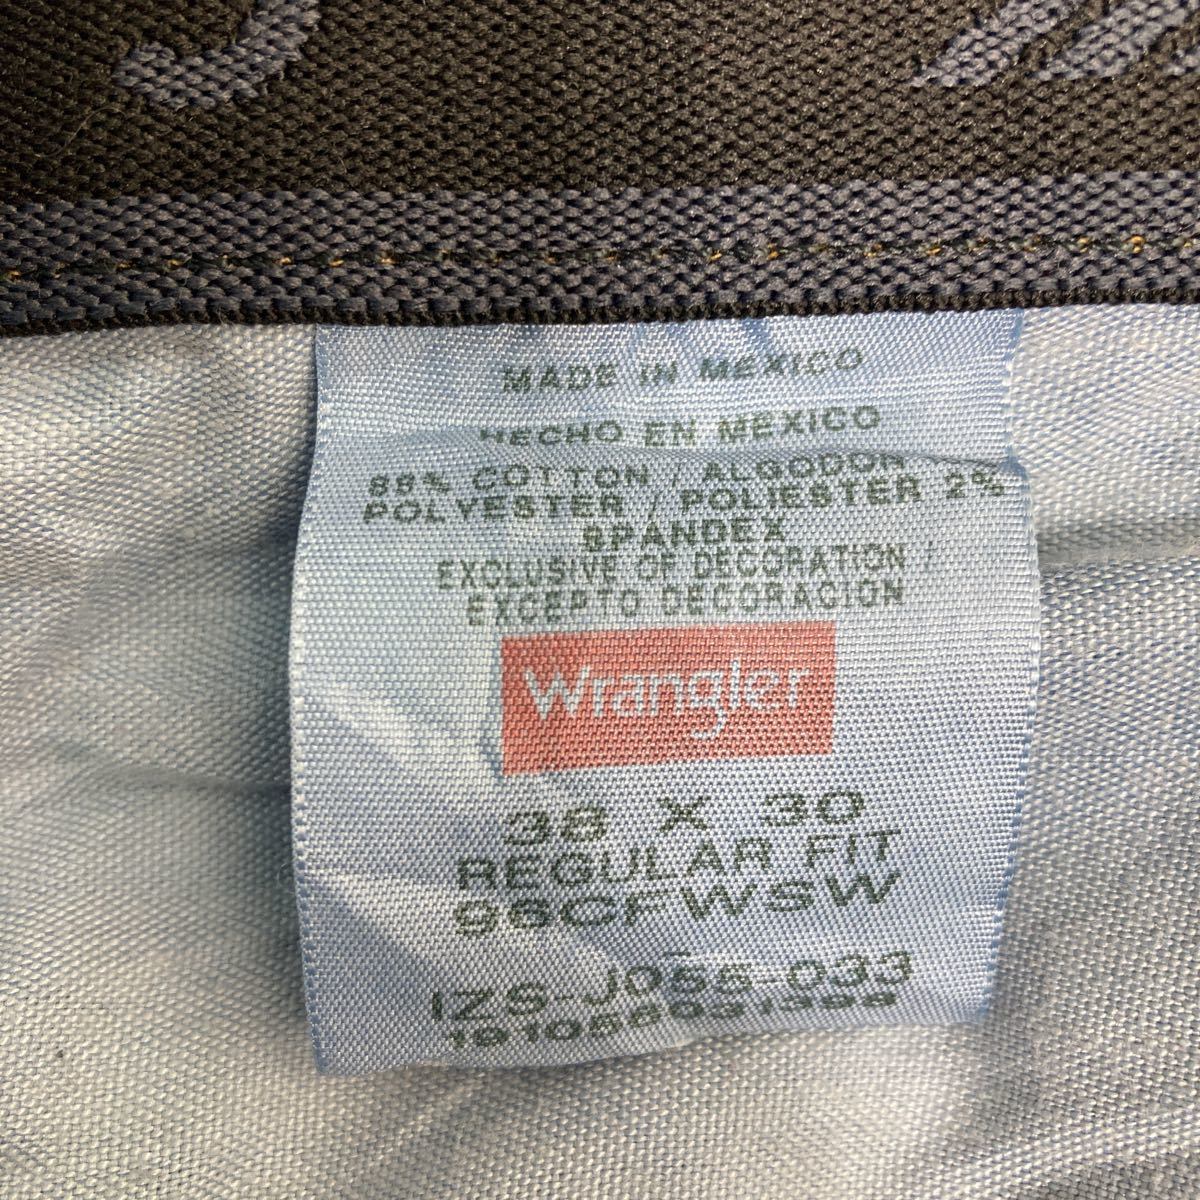 MADE IN MEXICO
HECHO EN MEXICO
COTTON / ALGODON
POLYESTER / POLIESTER 2%
SPANDEX
EXCLUSIVE OF DECORATION /
EXCEPTO DECORACION
Wrangler
38 X 30
REGULAR FIT
96CFWSW